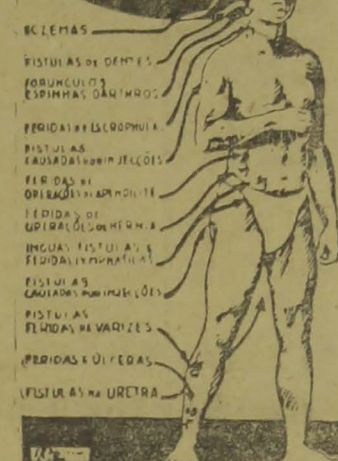 ECZEMAS
FISTULAS DE DENTES
FORUNCULOS
ESPINHAS DARTHROS
FERIDAS DE ESCROPHULA
FISTULAS
CAUSADAS POR INJECÇÕES
FERIDAS DE
OPERAÇÕES DE APENDICITE
FERIDAS DE
OPERAÇÕES DE HERNIA
INGUAS FISTULAS E
FERIDAS LYMPHATICAS
FISTULAS
CAUSADAS POR INJECÇÕES
FISTULAS
FERIDAS DE VARIZES
FERIDAS E ÚLCERAS
FISTULAS NA URETRA